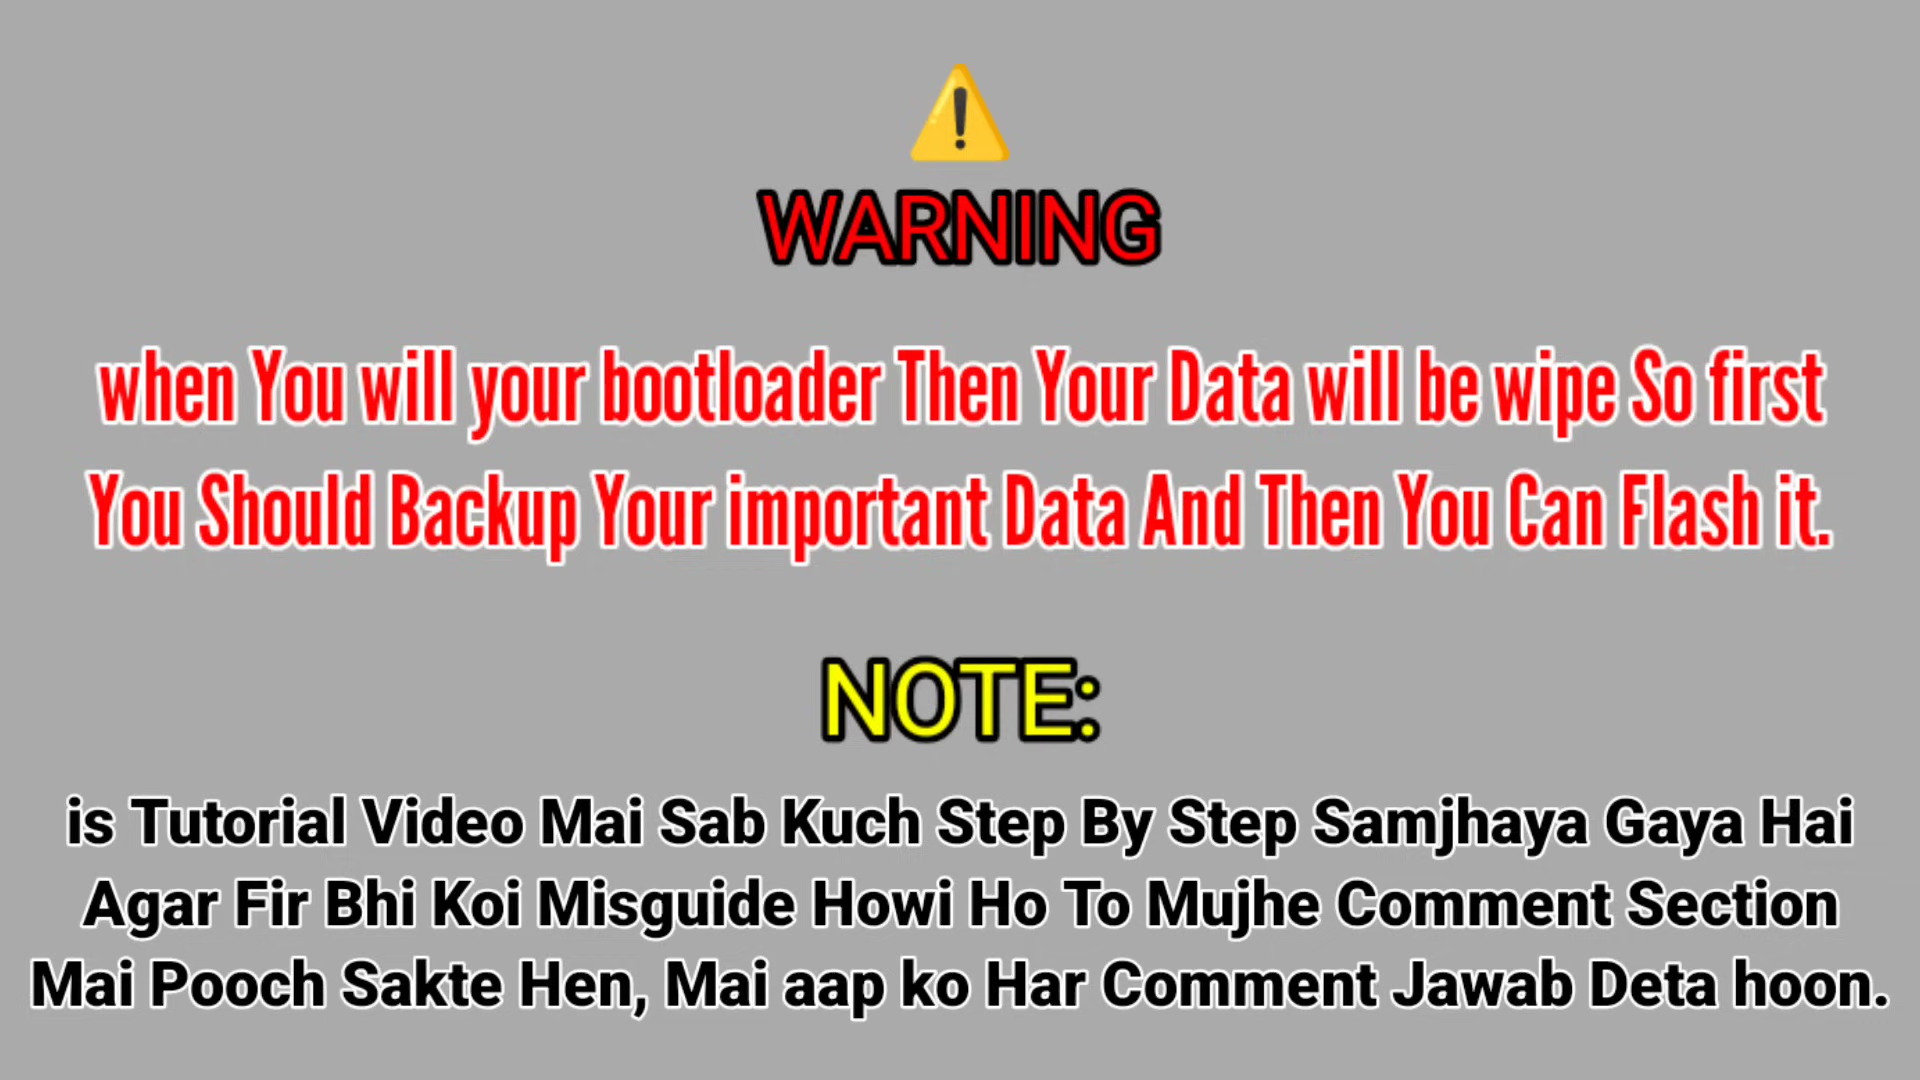 WARNING
when You will your bootloader Then Your Data will be wipe So first
You Should Backup Your important Data And Then You Can Flash it.
NOTE:
is Tutorial Video Mai Sab Kuch Step By Step Samjhaya Gaya Hai
Agar Fir Bhi Koi Misguide Howi Ho To Mujhe Comment Section
Mai Pooch Sakte Hen, Mai aap ko Har Comment Jawab Deta hoon.